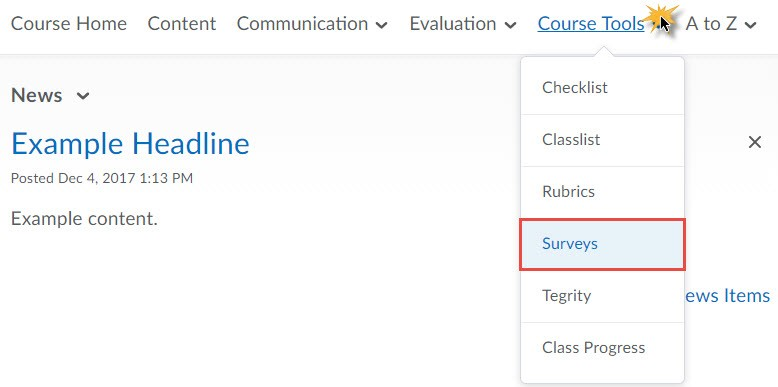 Course Home Content Communication Evaluation Course Tools A to Z
News
Example Headline
Posted Dec 4, 2017 1:13 PM
Example content.
Checklist
Classlist
Rubrics
Surveys
Tegrity
ews Items
Class Progress